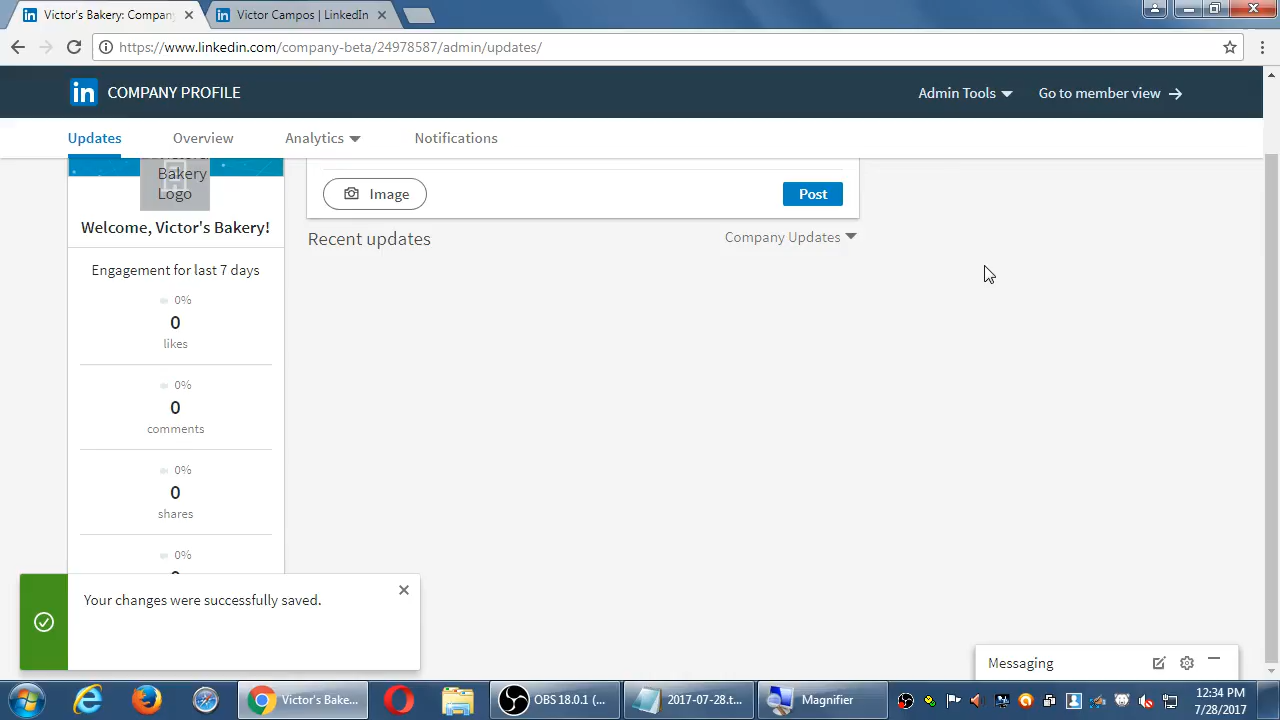 Victor's Bakery: Compan
Victor Campos | LinkedIn
https://www.linkedin.com/company-beta/24978587/admin/updates/
in COMPANY PROFILE
Admin Tools
Go to member view
Updates
Overview
Analytics
Notifications
Bakery
Logo
Image
Post
Welcome, Victor's Bakery!
Recent updates
Company Updates
Engagement for last 7 days
0%
0
likes
0%
0
comments
0%
0
shares
0%
Your changes were successfully saved.
Messaging
Victor's Bake...
OBS 18.0.1 (...
2017-07-28.t...
Magnifier
12:34 PM
7/28/2017